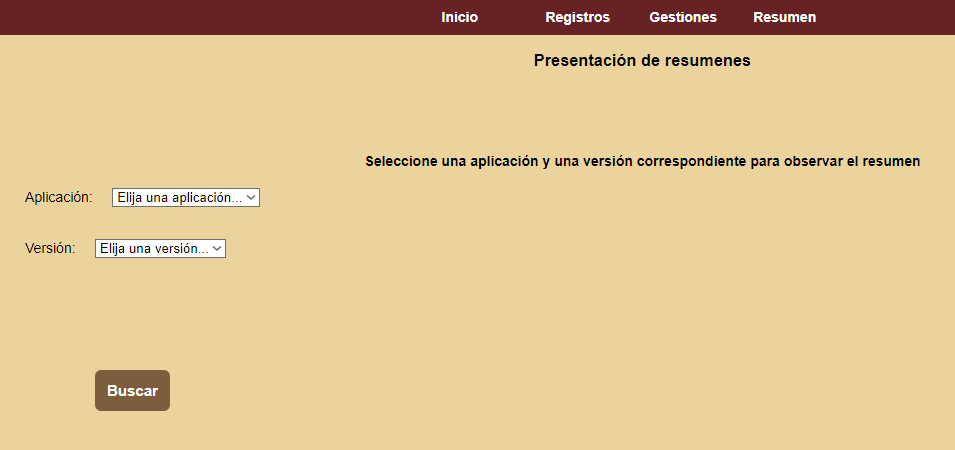 Inicio Registros Gestiones Resumen
Presentación de resumenes
Seleccione una aplicación y una versión correspondiente para observar el resumen
Aplicación: Elija una aplicación...
Versión: Elija una versión...
Buscar